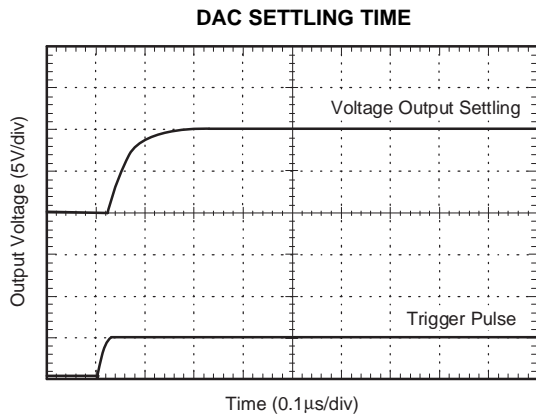 DAC SETTLING TIME
Voltage Output Settling
Output Voltage (5V/div)
Trigger Pulse
Time (0.1µs/div)